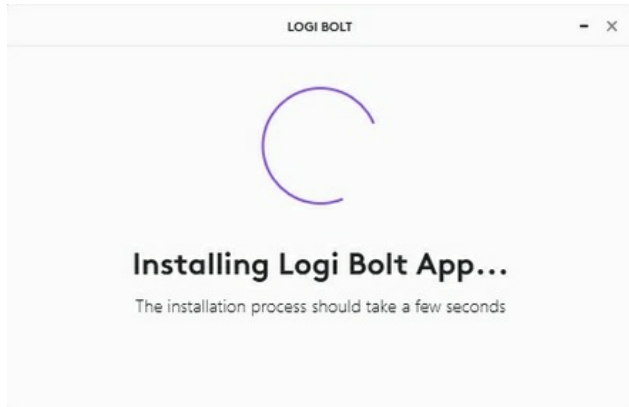 LOGI BOLT
Installing Logi Bolt App...
The installation process should take a few seconds